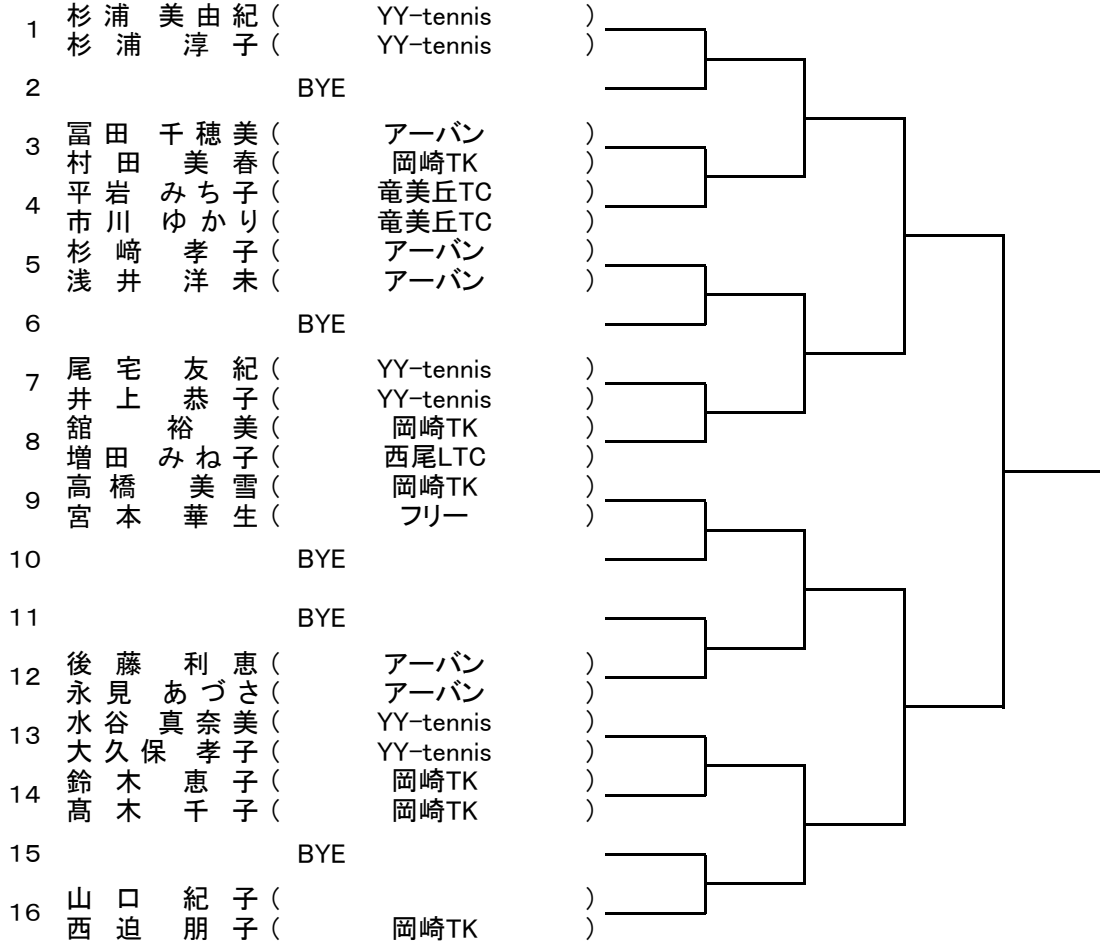 1
杉浦 美由紀 ( YY-tennis )
杉浦 淳子 ( YY-tennis )
2 BYE
3
冨田 千穂美 ( アーバン )
村田 美春 ( 岡崎TK )
4
平岩 みち子 ( 竜美丘TC )
市川 ゆかり ( 竜美丘TC )
5
杉﨑 孝子 ( アーバン )
浅井 洋未 ( アーバン )
6 BYE
7
尾宅 友紀 ( YY-tennis )
井上 恭子 ( YY-tennis )
8
舘 裕美 ( 岡崎TK )
増田 みね子 ( 西尾LTC )
9
高橋 美雪 ( 岡崎TK )
宮本 華生 ( フリー )
10 BYE
11 BYE
12
後藤 利恵 ( アーバン )
永見 あづさ ( アーバン )
13
水谷 真奈美 ( YY-tennis )
大久保 孝子 ( YY-tennis )
14
鈴木 恵子 ( 岡崎TK )
髙木 千子 ( 岡崎TK )
15 BYE
16
山口 紀子 ( )
西迫 朋子 ( 岡崎TK )